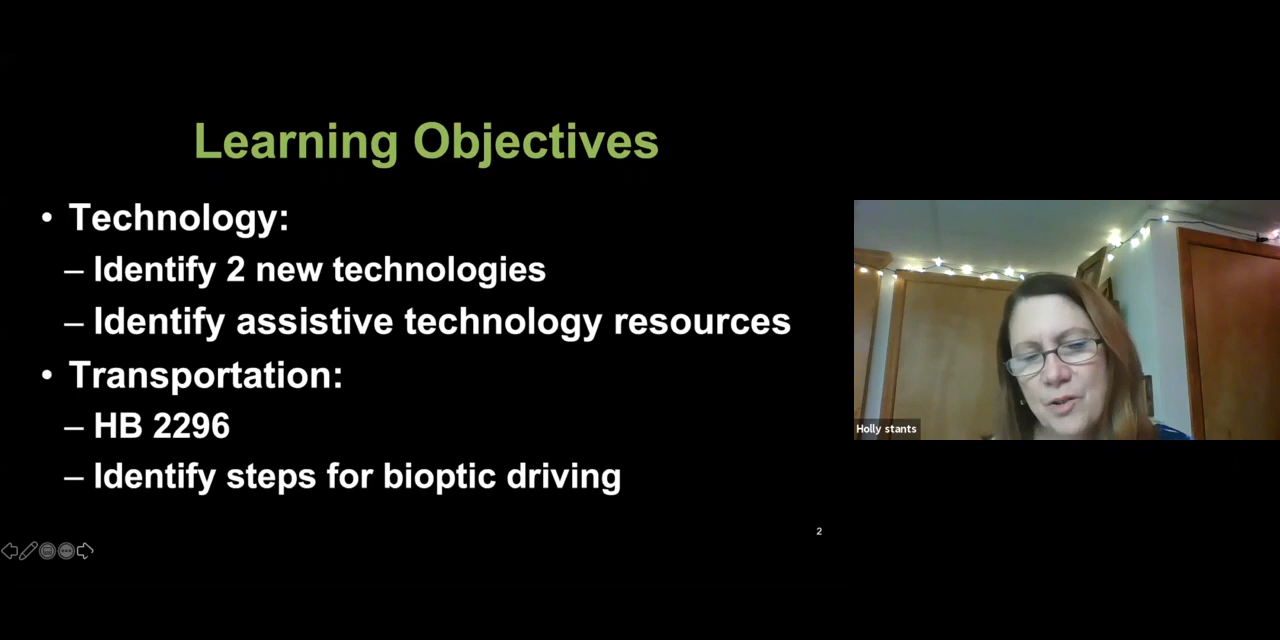 Learning Objectives
• Technology:
– Identify 2 new technologies
– Identify assistive technology resources
• Transportation:
– HB 2296
– Identify steps for bioptic driving
Holly stants
2